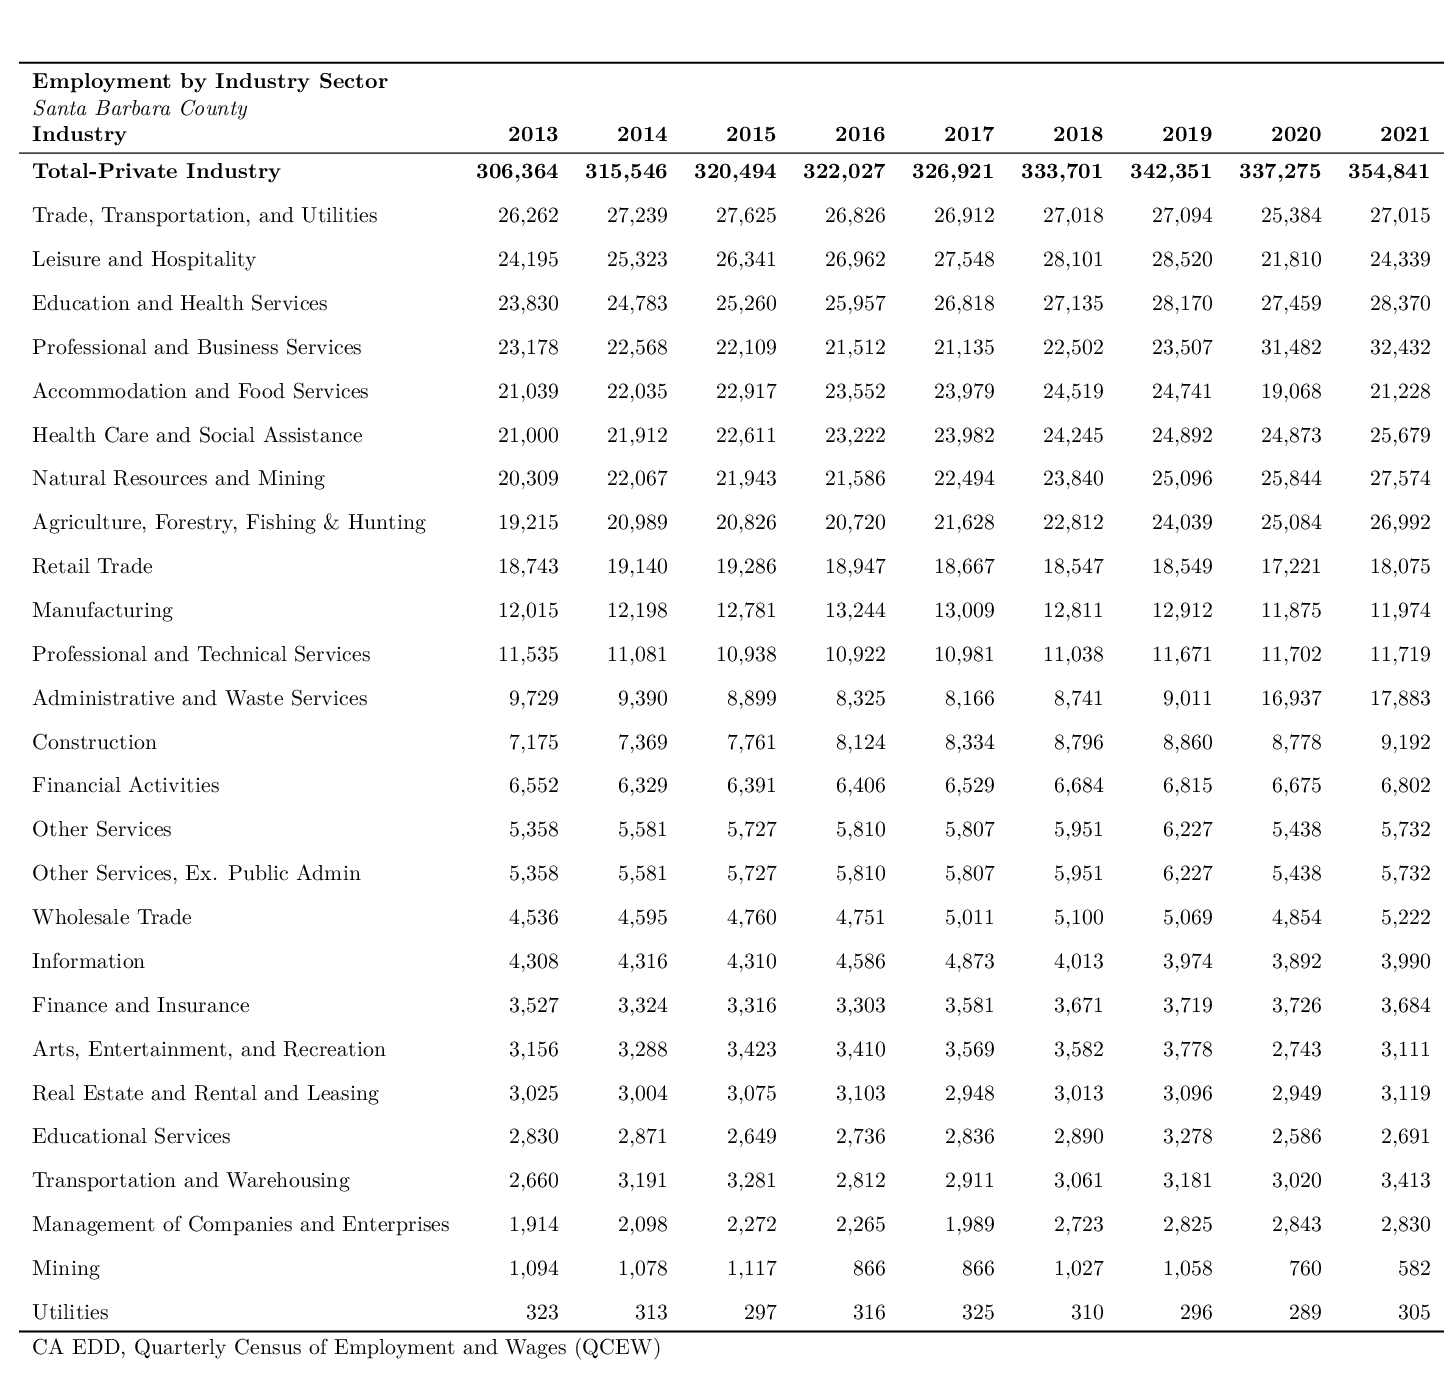 Employment by Industry Sector
Santa Barbara County
Industry 2013 2014 2015 2016 2017 2018 2019 2020 2021
Total-Private Industry 306,364 315,546 320,494 322,027 326,921 333,701 342,351 337,275 354,841
Trade, Transportation, and Utilities 26,262 27,239 27,625 26,826 26,912 27,018 27,094 25,384 27,015
Leisure and Hospitality 24,195 25,323 26,341 26,962 27,548 28,101 28,520 21,810 24,339
Education and Health Services 23,830 24,783 25,260 25,957 26,818 27,135 28,170 27,459 28,370
Professional and Business Services 23,178 22,568 22,109 21,512 21,135 22,502 23,507 31,482 32,432
Accommodation and Food Services 21,039 22,035 22,917 23,552 23,979 24,519 24,741 19,068 21,228
Health Care and Social Assistance 21,000 21,912 22,611 23,222 23,982 24,245 24,892 24,873 25,679
Natural Resources and Mining 20,309 22,067 21,943 21,586 22,494 23,840 25,096 25,844 27,574
Agriculture, Forestry, Fishing & Hunting 19,215 20,989 20,826 20,720 21,628 22,812 24,039 25,084 26,992
Retail Trade 18,743 19,140 19,286 18,947 18,667 18,547 18,549 17,221 18,075
Manufacturing 12,015 12,198 12,781 13,244 13,009 12,811 12,912 11,875 11,974
Professional and Technical Services 11,535 11,081 10,938 10,922 10,981 11,038 11,671 11,702 11,719
Administrative and Waste Services 9,729 9,390 8,899 8,325 8,166 8,741 9,011 16,937 17,883
Construction 7,175 7,369 7,761 8,124 8,334 8,796 8,860 8,778 9,192
Financial Activities 6,552 6,329 6,391 6,406 6,529 6,684 6,815 6,675 6,802
Other Services 5,358 5,581 5,727 5,810 5,807 5,951 6,227 5,438 5,732
Other Services, Ex. Public Admin 5,358 5,581 5,727 5,810 5,807 5,951 6,227 5,438 5,732
Wholesale Trade 4,536 4,595 4,760 4,751 5,011 5,100 5,069 4,854 5,222
Information 4,308 4,316 4,310 4,586 4,873 4,013 3,974 3,892 3,990
Finance and Insurance 3,527 3,324 3,316 3,303 3,581 3,671 3,719 3,726 3,684
Arts, Entertainment, and Recreation 3,156 3,288 3,423 3,410 3,569 3,582 3,778 2,743 3,111
Real Estate and Rental and Leasing 3,025 3,004 3,075 3,103 2,948 3,013 3,096 2,949 3,119
Educational Services 2,830 2,871 2,649 2,736 2,836 2,890 3,278 2,586 2,691
Transportation and Warehousing 2,660 3,191 3,281 2,812 2,911 3,061 3,181 3,020 3,413
Management of Companies and Enterprises 1,914 2,098 2,272 2,265 1,989 2,723 2,825 2,843 2,830
Mining 1,094 1,078 1,117 866 866 1,027 1,058 760 582
Utilities 323 313 297 316 325 310 296 289 305
CA EDD, Quarterly Census of Employment and Wages (QCEW)